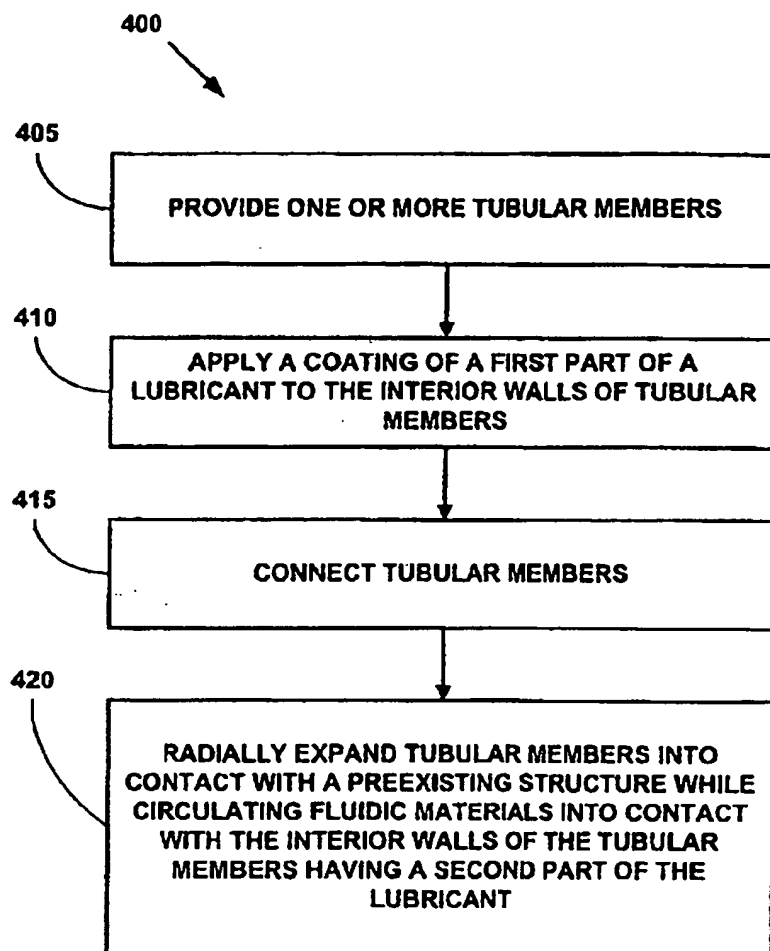 400
405
PROVIDE ONE OR MORE TUBULAR MEMBERS
410
APPLY A COATING OF A FIRST PART OF A
LUBRICANT TO THE INTERIOR WALLS OF TUBULAR
MEMBERS
415
CONNECT TUBULAR MEMBERS
420
RADIALLY EXPAND TUBULAR MEMBERS INTO
CONTACT WITH A PREEXISTING STRUCTURE WHILE
CIRCULATING FLUIDIC MATERIALS INTO CONTACT
WITH THE INTERIOR WALLS OF THE TUBULAR
MEMBERS HAVING A SECOND PART OF THE
LUBRICANT